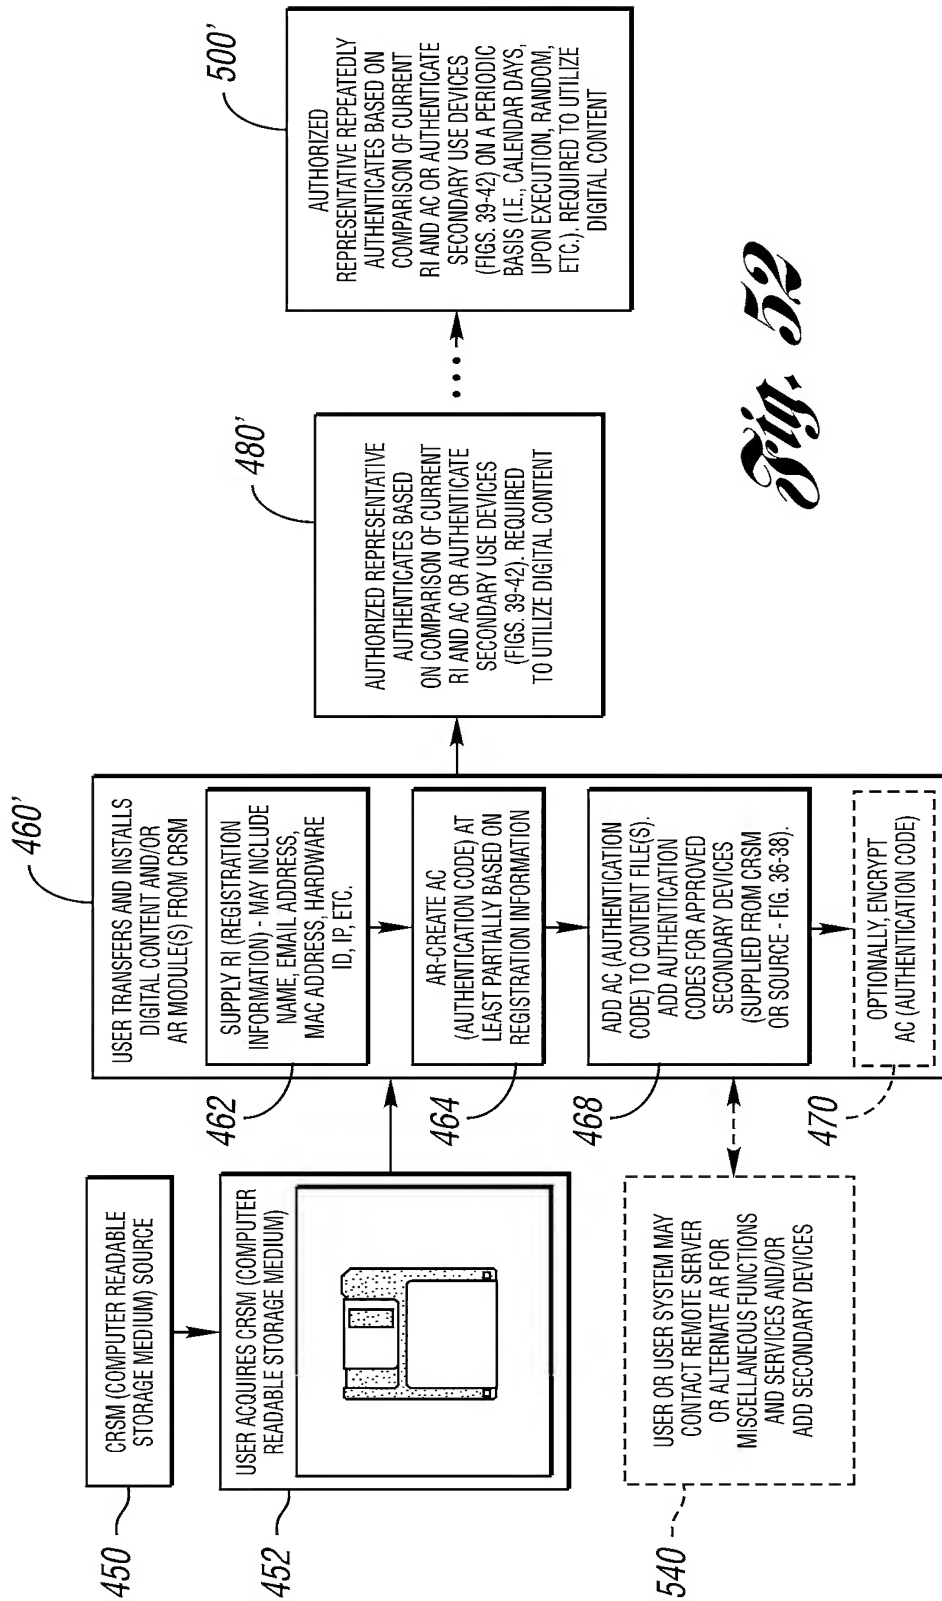 450
CRSM (COMPUTER READABLE
STORAGE MEDIUM) SOURCE
452
USER ACQUIRES CRSM (COMPUTER
READABLE STORAGE MEDIUM)
460'
USER TRANSFERS AND INSTALLS
DIGITAL CONTENT AND/OR
AR MODULE(S) FROM CRSM
462
SUPPLY RI (REGISTRATION
INFORMATION) - MAY INCLUDE
NAME, EMAIL ADDRESS,
MAC ADDRESS, HARDWARE
ID, IP, ETC.
464
AR-CREATE AC
(AUTHENTICATION CODE) AT
LEAST PARTIALLY BASED ON
REGISTRATION INFORMATION
468
ADD AC (AUTHENTICATION
CODE) TO CONTENT FILE(S).
ADD AUTHENTICATION
CODES FOR APPROVED
SECONDARY DEVICES
(SUPPLIED FROM CRSM
OR SOURCE - FIG. 36-38).
470
OPTIONALLY, ENCRYPT
AC (AUTHENTICATION CODE)
540
USER OR USER SYSTEM MAY
CONTACT REMOTE SERVER
OR ALTERNATE AR FOR
MISCELLANEOUS FUNCTIONS
AND SERVICES AND/OR
ADD SECONDARY DEVICES
480'
AUTHORIZED REPRESENTATIVE
AUTHENTICATES BASED
ON COMPARISON OF CURRENT
RI AND AC OR AUTHENTICATE
SECONDARY USE DEVICES
(FIGS. 39-42). REQUIRED
TO UTILIZE DIGITAL CONTENT
500'
AUTHORIZED
REPRESENTATIVE REPEATEDLY
AUTHENTICATES BASED ON
COMPARISON OF CURRENT
RI AND AC OR AUTHENTICATE
SECONDARY USE DEVICES
(FIGS. 39-42) ON A PERIODIC
BASIS (I.E., CALENDAR DAYS,
UPON EXECUTION, RANDOM,
ETC.). REQUIRED TO UTILIZE
DIGITAL CONTENT
Fig. 52